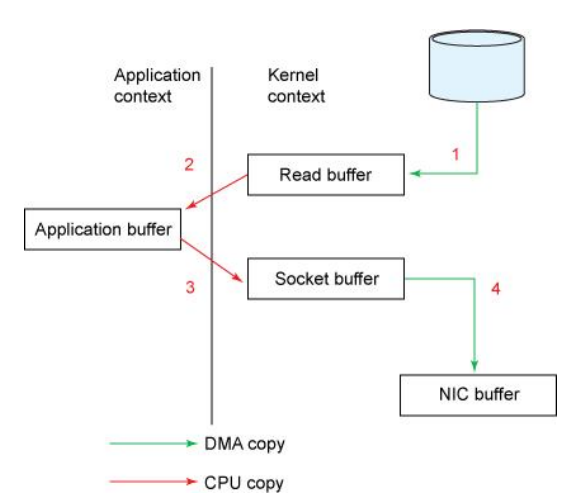 Application
context
Kernel
context
1
2
Read buffer
Application buffer
3
Socket buffer
4
NIC buffer
DMA copy
CPU copy